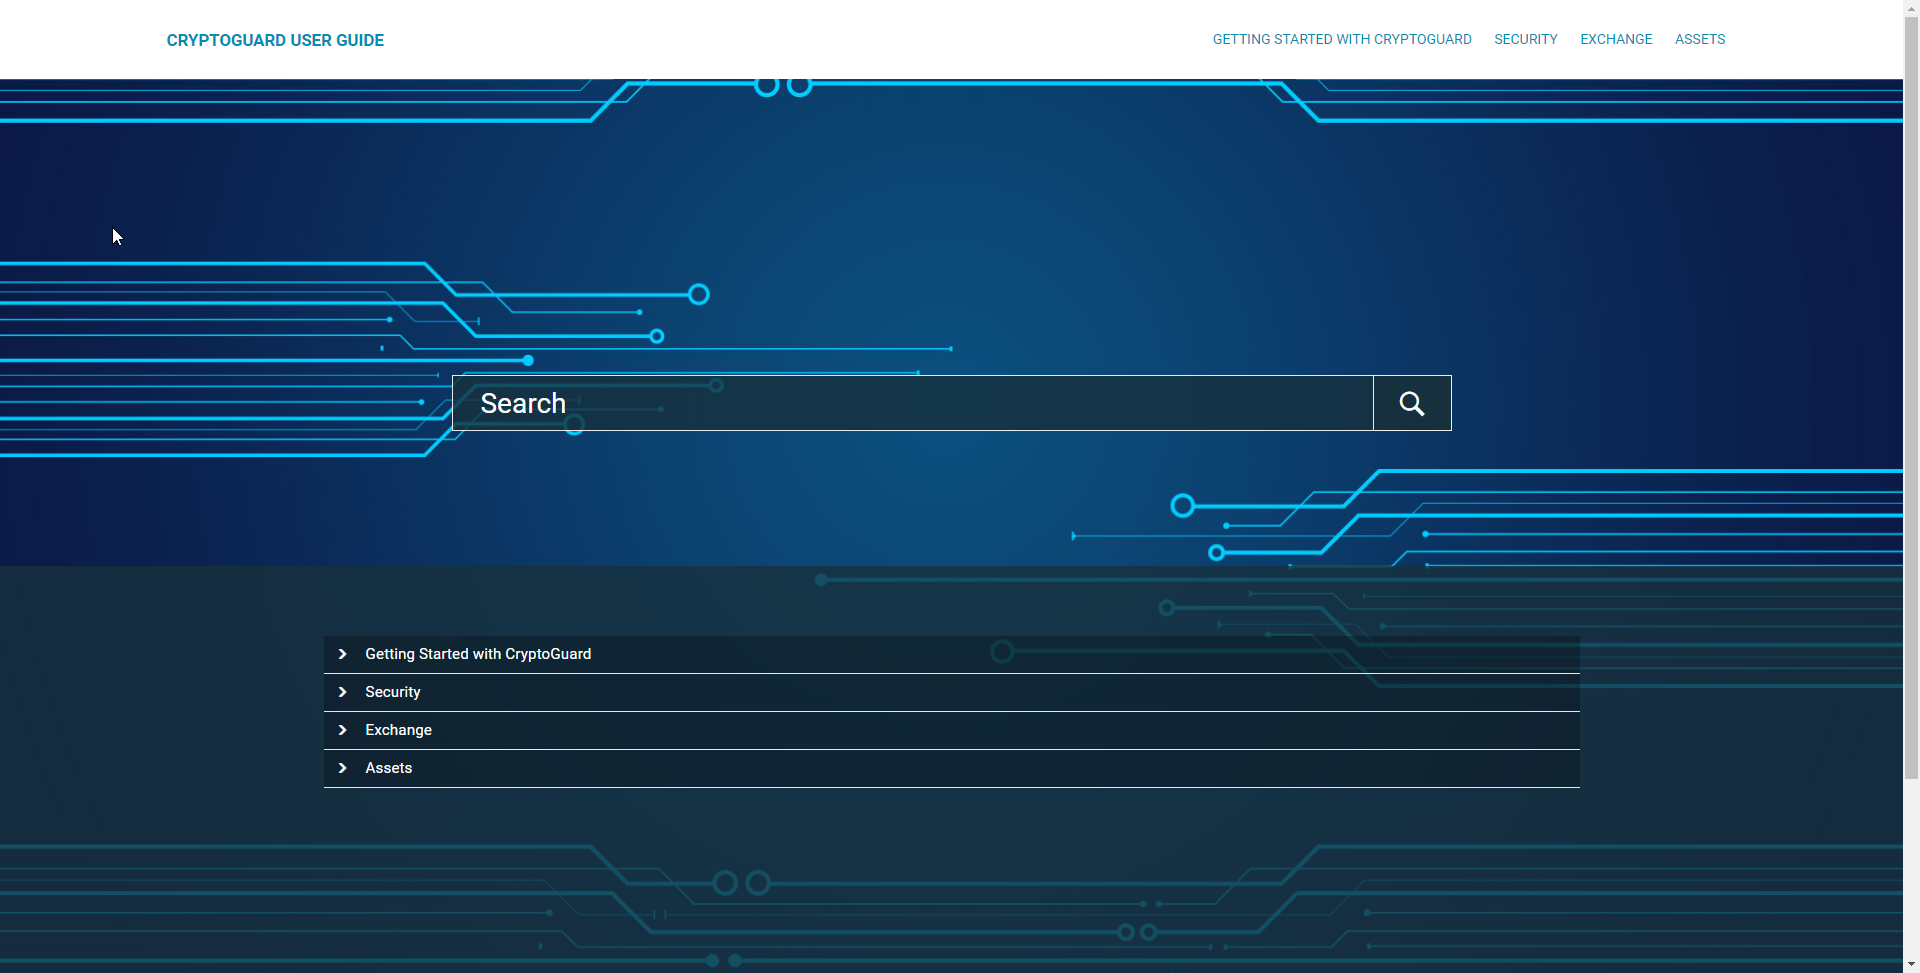 CRYPTOGUARD USER GUIDE
GETTING STARTED WITH CRYPTOGUARD SECURITY EXCHANGE ASSETS
Search
Getting Started with CryptoGuard
Security
Exchange
Assets